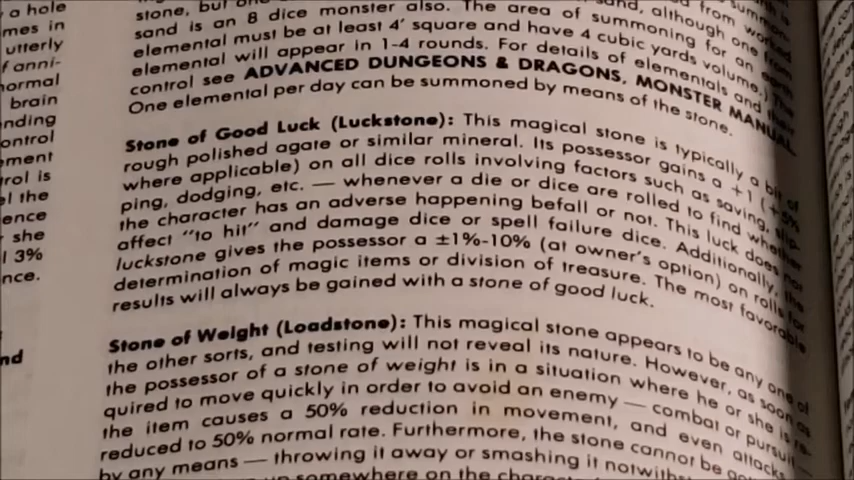 a hole
mes in
utterly
f anni-
normal
brain
nding
ontrol
ement
rol is
el the
ence
she
l 3%
nce.
nd
stone, but one
sand is an 8 dice monster also. The area of summoning for an
elemental must be at least 4' square and have 4 cubic yards volume.)
elemental will appear in 1-4 rounds. For details of elementals and their
control see ADVANCED DUNGEONS & DRAGONS, MONSTER MANUAL.
One elemental per day can be summoned by means of the stone.
Stone of Good Luck (Luckstone): This magical stone is typically a bit of
rough polished agate or similar mineral. Its possessor gains a +1 (+5%
where applicable) on all dice rolls involving factors such as saving, slip-
ping, dodging, etc. — whenever a die or dice are rolled to find whether
the character has an adverse happening befall or not. This luck does not
affect "to hit" and damage dice or spell failure dice. Additionally, the
luckstone gives the possessor a ±1%-10% (at owner's option) on rolls for
determination of magic items or division of treasure. The most favorable
results will always be gained with a stone of good luck.
Stone of Weight (Loadstone): This magical stone appears to be any one of
the other sorts, and testing will not reveal its nature. However, as soon as
the possessor of a stone of weight is in a situation where he or she is re-
quired to move quickly in order to avoid an enemy — combat or pursuit —
the item causes a 50% reduction in movement, and even attacks
reduced to 50% normal rate. Furthermore, the stone cannot be
by any means — throwing it away or smashing it
somewhere on the